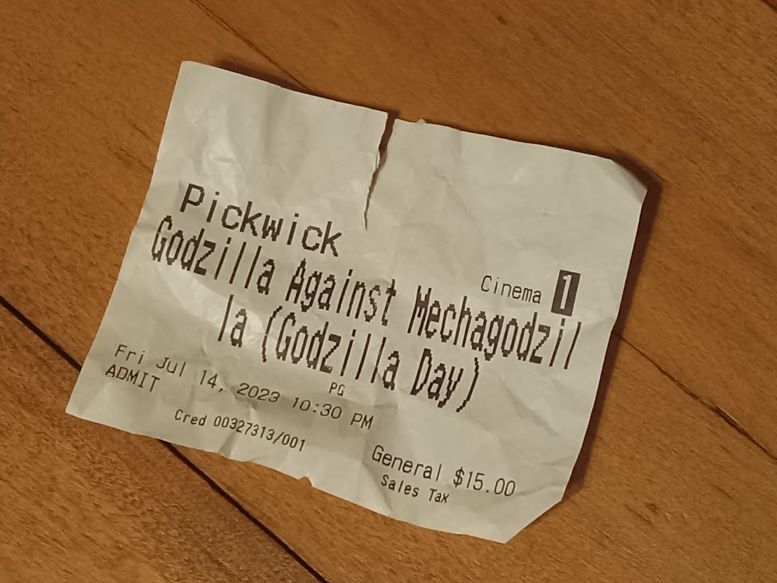 Pickwick
Cinema 1
Godzilla Against Mechagodzil
la (Godzilla Day)
PG
Fri Jul 14, 2023 10:30 PM
ADMIT
General $15.00
Cred 00327313/001
Sales Tax